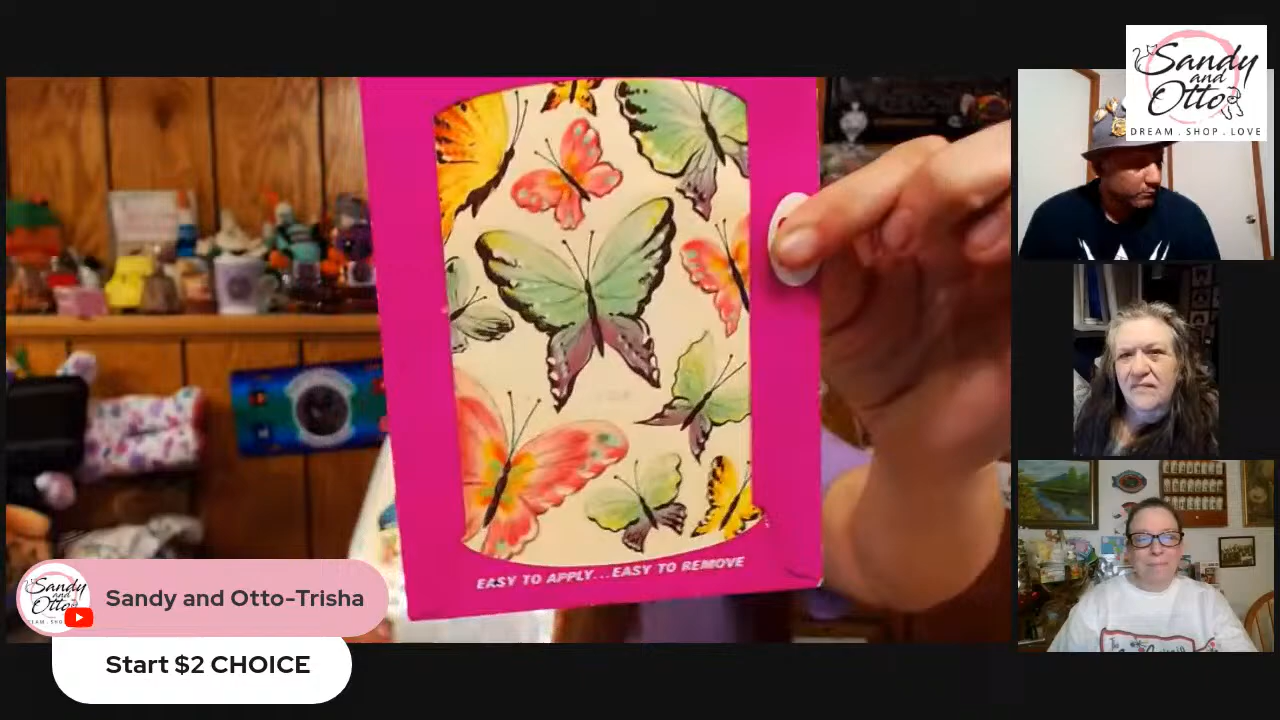 Sandy
and
Otto
DREAM . SHOP . LOVE
EASY TO APPLY...EASY TO REMOVE
Sandy
and
Otto
Sandy and Otto-Trisha
Start $2 CHOICE